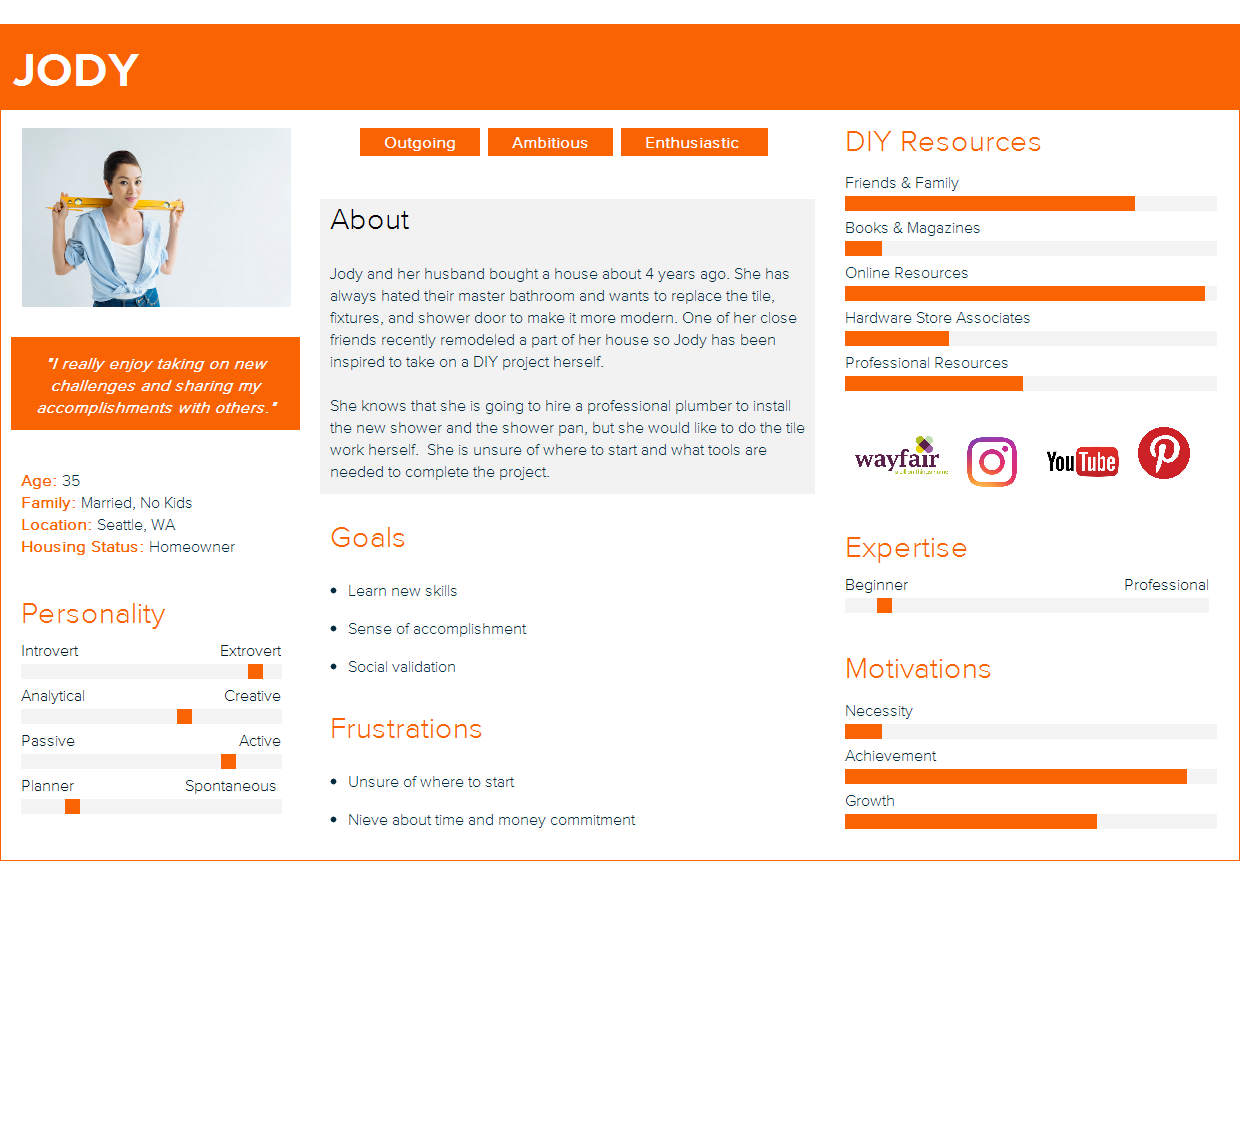 JODY
"I really enjoy taking on new
challenges and sharing my
accomplishments with others."
Age: 35
Family: Married, No Kids
Location: Seattle, WA
Housing Status: Homeowner
Personality
Introvert Extrovert
Analytical Creative
Passive Active
Planner Spontaneous
Outgoing Ambitious Enthusiastic
About
Jody and her husband bought a house about 4 years ago. She has
always hated their master bathroom and wants to replace the tile,
fixtures, and shower door to make it more modern. One of her close
friends recently remodeled a part of her house so Jody has been
inspired to take on a DIY project herself.
She knows that she is going to hire a professional plumber to install
the new shower and the shower pan, but she would like to do the tile
work herself.  She is unsure of where to start and what tools are
needed to complete the project.
Goals
• Learn new skills
• Sense of accomplishment
• Social validation
Frustrations
• Unsure of where to start
• Nieve about time and money commitment
DIY Resources
Friends & Family
Books & Magazines
Online Resources
Hardware Store Associates
Professional Resources
wayfair
a zillion things home
YouTube
Expertise
Beginner Professional
Motivations
Necessity
Achievement
Growth